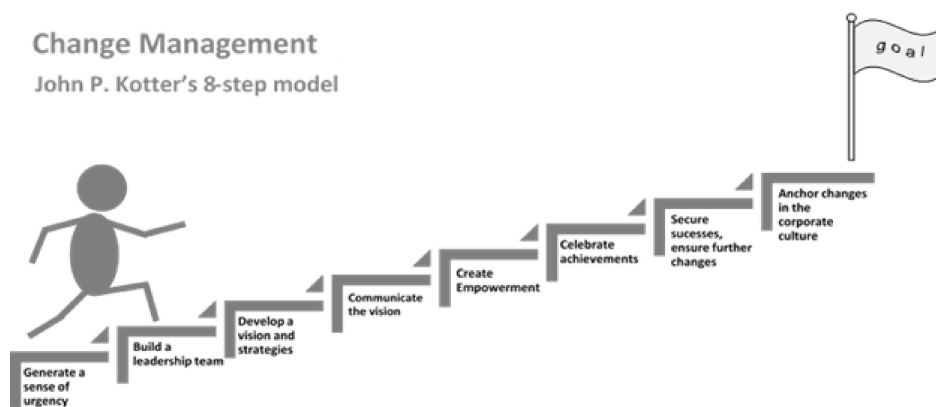 Change Management
John P. Kotter's 8-step model
goal
Generate a
sense of
urgency
Build a
leadership team
Develop a
vision and
strategies
Communicate
the vision
Create
Empowerment
Celebrate
achievements
Secure
sucesses,
ensure further
changes
Anchor changes
in the
corporate
culture